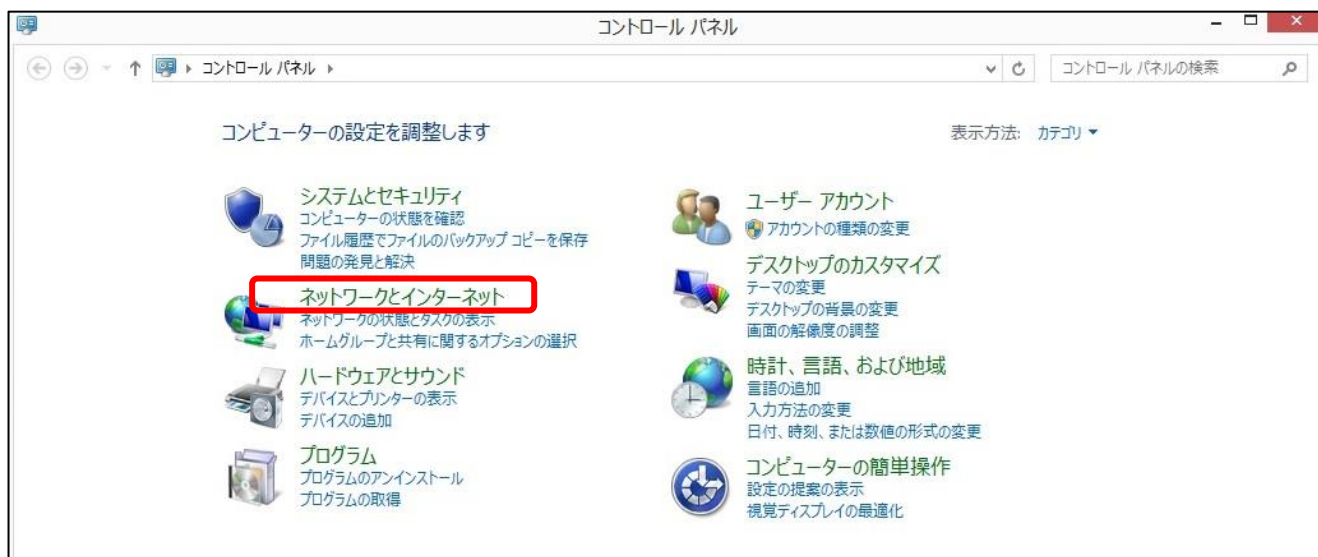 コントロール パネル
コントロール パネル
コントロール パネルの検索
コンピューターの設定を調整します
表示方法: カテゴリ
システムとセキュリティ
コンピューターの状態を確認
ファイル履歴でファイルのバックアップ コピーを保存
問題の発見と解決
ネットワークとインターネット
ネットワークの状態とタスクの表示
ホームグループと共有に関するオプションの選択
ハードウェアとサウンド
デバイスとプリンターの表示
デバイスの追加
プログラム
プログラムのアンインストール
プログラムの取得
ユーザー アカウント
アカウントの種類の変更
デスクトップのカスタマイズ
テーマの変更
デスクトップの背景の変更
画面の解像度の調整
時計、言語、および地域
言語の追加
入力方法の変更
日付、時刻、または数値の形式の変更
コンピューターの簡単操作
設定の提案の表示
視覚ディスプレイの最適化